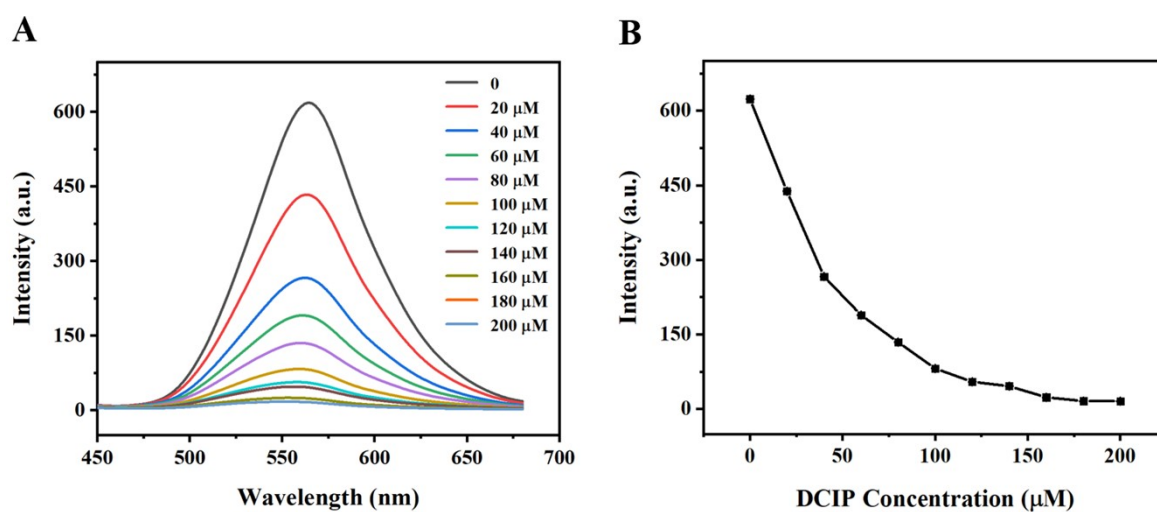 A
B
Intensity (a.u.)
600
450
300
150
0
450
500
550
600
650
700
Wavelength (nm)
0
20 μM
40 μM
60 μM
80 μM
100 μM
120 μM
140 μM
160 μM
180 μM
200 μM
Intensity (a.u.)
600
450
300
150
0
0
50
100
150
200
DCIP Concentration (μM)